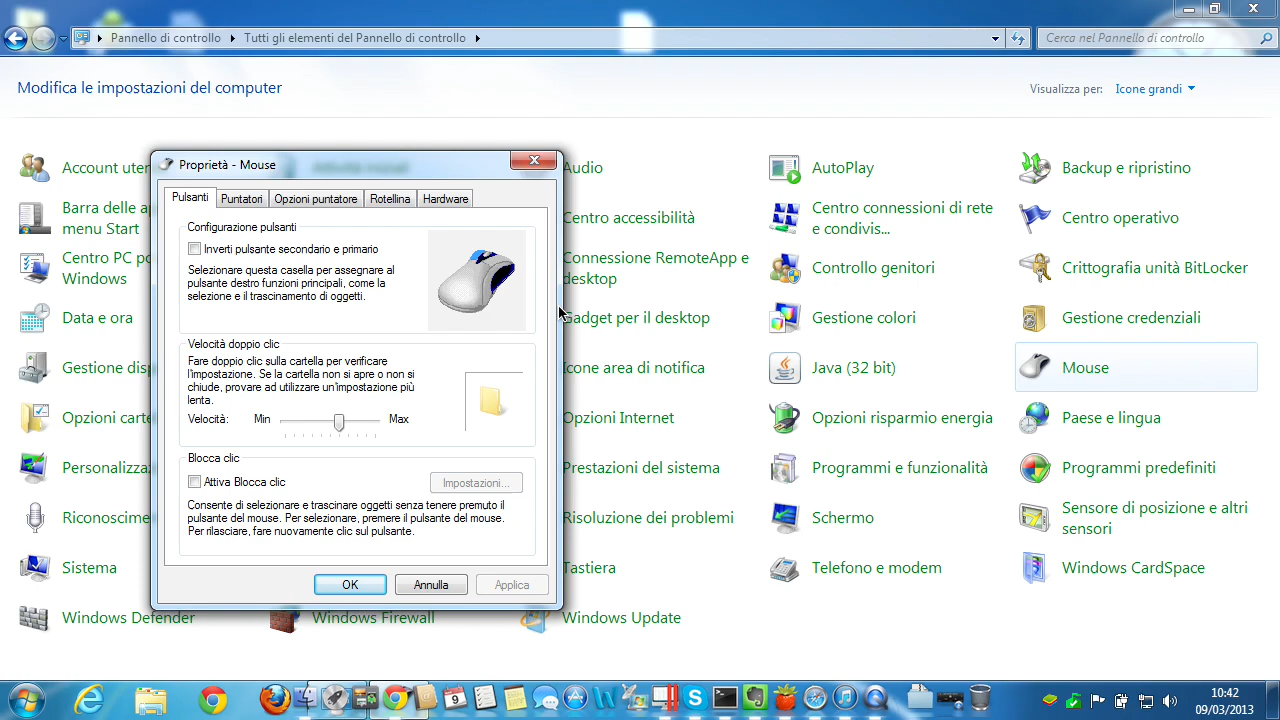 Pannello di controllo
Tutti gli elementi del Pannello di controllo
Cerca nel Pannello di controllo
Modifica le impostazioni del computer
Visualizza per:
Icone grandi
Account uten
Audio
AutoPlay
Backup e ripristino
Barra delle ap
menu Start
Centro accessibilità
Centro connessioni di rete
e condivis...
Centro operativo
Centro PC po
Windows
Connessione RemoteApp e
desktop
Controllo genitori
Crittografia unità BitLocker
Data e ora
Gadget per il desktop
Gestione colori
Gestione credenziali
Gestione disp
Icone area di notifica
Java (32 bit)
Mouse
Opzioni carte
Opzioni Internet
Opzioni risparmio energia
Paese e lingua
Personalizza
Prestazioni del sistema
Programmi e funzionalità
Programmi predefiniti
Riconoscime
Risoluzione dei problemi
Schermo
Sensore di posizione e altri
sensori
Sistema
Tastiera
Telefono e modem
Windows CardSpace
Windows Defender
Windows Firewall
Windows Update
Proprietà - Mouse
Pulsanti
Puntatori
Opzioni puntatore
Rotellina
Hardware
Configurazione pulsanti
Inverti pulsante secondario e primario
Selezionare questa casella per assegnare al
pulsante destro funzioni principali, come la
selezione e il trascinamento di oggetti.
Velocità doppio clic
Fare doppio clic sulla cartella per verificare
l'impostazione. Se la cartella non si apre o non si
chiude, provare ad utilizzare un'impostazione più
lenta.
Velocità:
Min
Max
Blocca clic
Attiva Blocca clic
Impostazioni...
Consente di selezionare e trascinare oggetti senza tenere premuto il
pulsante del mouse. Per selezionare, premere il pulsante del mouse.
Per rilasciare, fare nuovamente clic sul pulsante.
OK
Annulla
Applica
9
10:42
09/03/2013